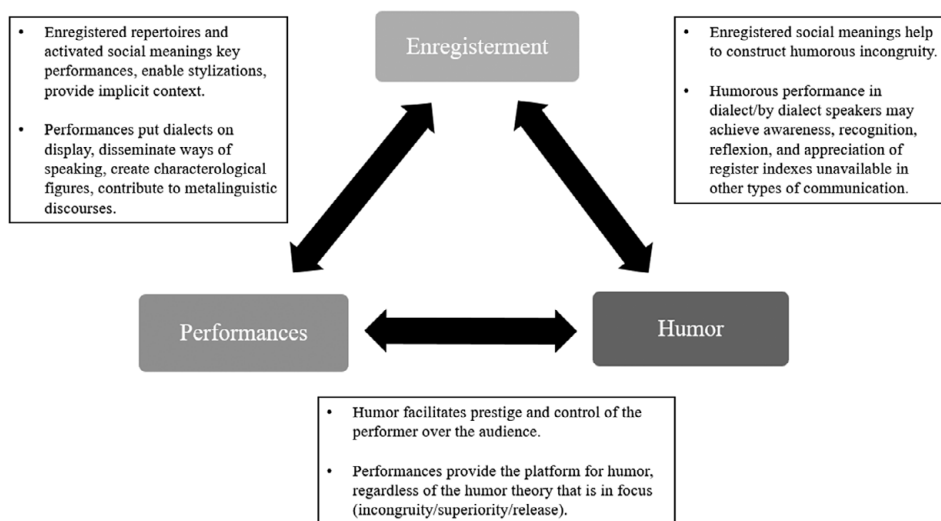 • Enregistered repertoires and
activated social meanings key
performances, enable stylizations,
provide implicit context.
• Performances put dialects on
display, disseminate ways of
speaking, create characterological
figures, contribute to metalinguistic
discourses.
Enregisterment
• Enregistered social meanings help
to construct humorous incongruity.
• Humorous performance in
dialect/by dialect speakers may
achieve awareness, recognition,
reflexion, and appreciation of
register indexes unavailable in
other types of communication.
Performances
Humor
• Humor facilitates prestige and control of the
performer over the audience.
• Performances provide the platform for humor,
regardless of the humor theory that is in focus
(incongruity/superiority/release).